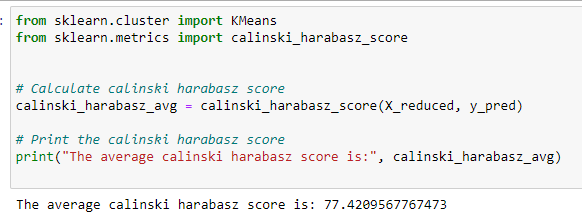 :
from sklearn.cluster import KMeans
from sklearn.metrics import calinski_harabasz_score
# Calculate calinski harabasz score
calinski_harabasz_avg = calinski_harabasz_score(X_reduced, y_pred)
# Print the calinski harabasz score
print("The average calinski harabasz score is:", calinski_harabasz_avg)
The average calinski harabasz score is: 77.4209567767473